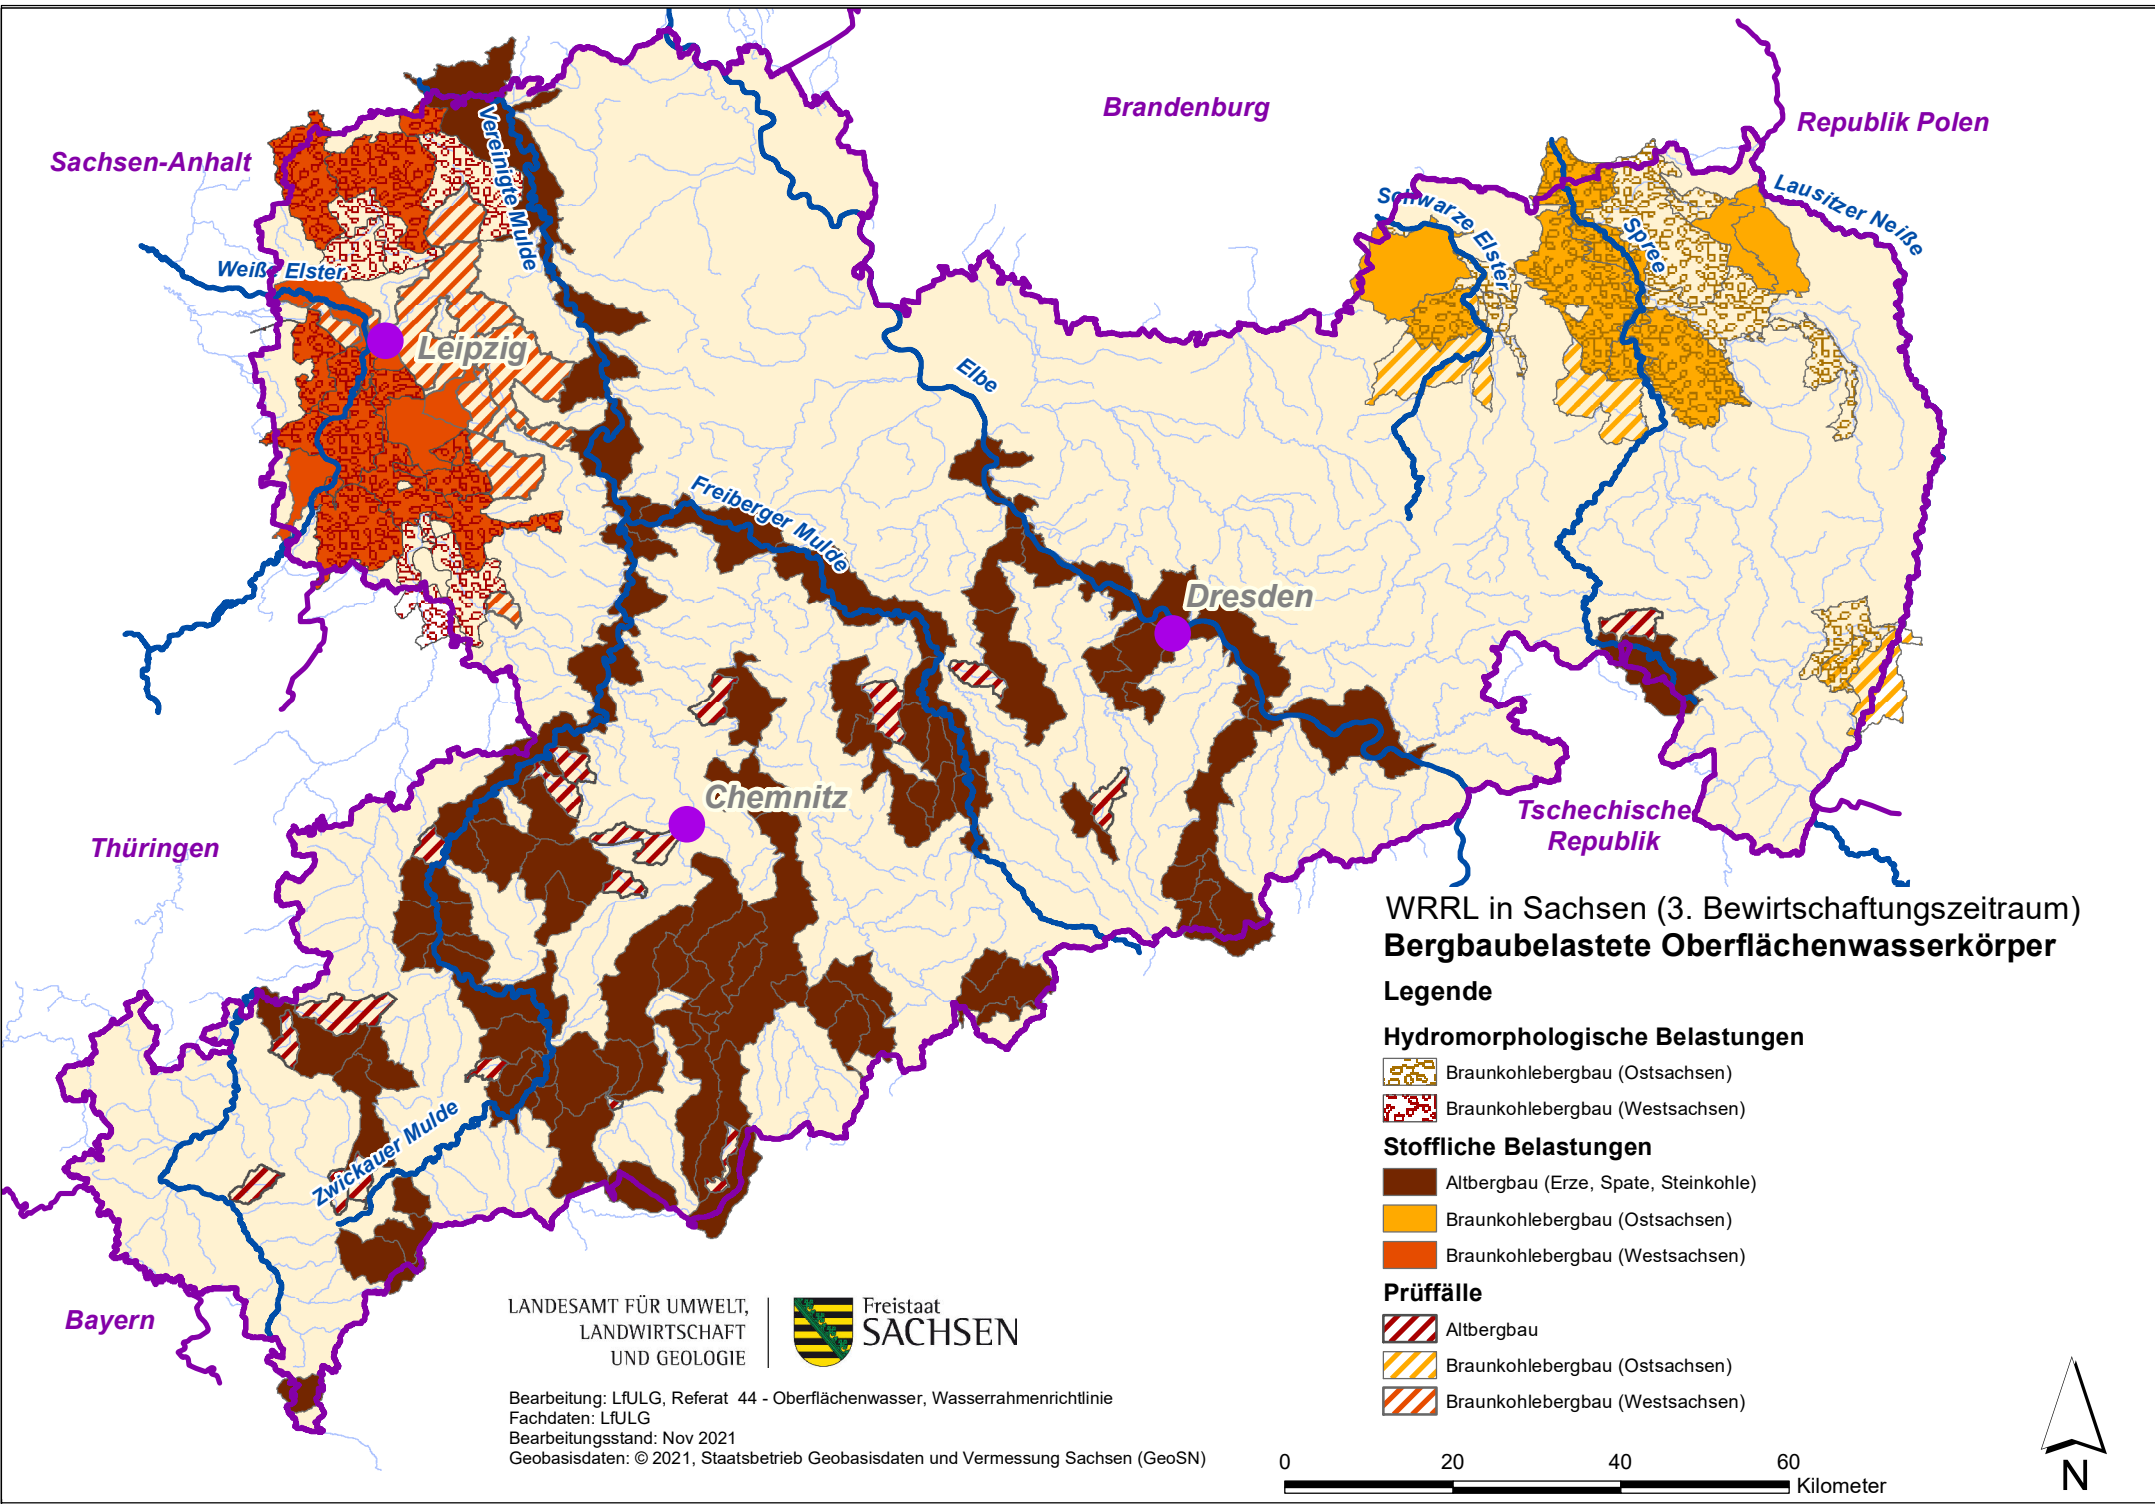 Brandenburg
Republik Polen
Sachsen-Anhalt
Vereinigte Mulde
Schwarze Elster
Lausitzer Neiße
Spree
Weiße Elster
Leipzig
Elbe
Freiberger Mulde
Dresden
Chemnitz
Tschechische
Republik
Thüringen
Zwickauer Mulde
Bayern
WRRL in Sachsen (3. Bewirtschaftungszeitraum)
Bergbaubelastete Oberflächenwasserkörper
Legende
Hydromorphologische Belastungen
Braunkohlebergbau (Ostsachsen)
Braunkohlebergbau (Westsachsen)
Stoffliche Belastungen
Altbergbau (Erze, Spate, Steinkohle)
Braunkohlebergbau (Ostsachsen)
Braunkohlebergbau (Westsachsen)
Prüffälle
Altbergbau
Braunkohlebergbau (Ostsachsen)
Braunkohlebergbau (Westsachsen)
LANDESAMT FÜR UMWELT,
LANDWIRTSCHAFT
UND GEOLOGIE
Freistaat
SACHSEN
Bearbeitung: LfULG, Referat 44 - Oberflächenwasser, Wasserrahmenrichtlinie
Fachdaten: LfULG
Bearbeitungsstand: Nov 2021
Geobasisdaten: © 2021, Staatsbetrieb Geobasisdaten und Vermessung Sachsen (GeoSN)
0 20 40 60
Kilometer
N